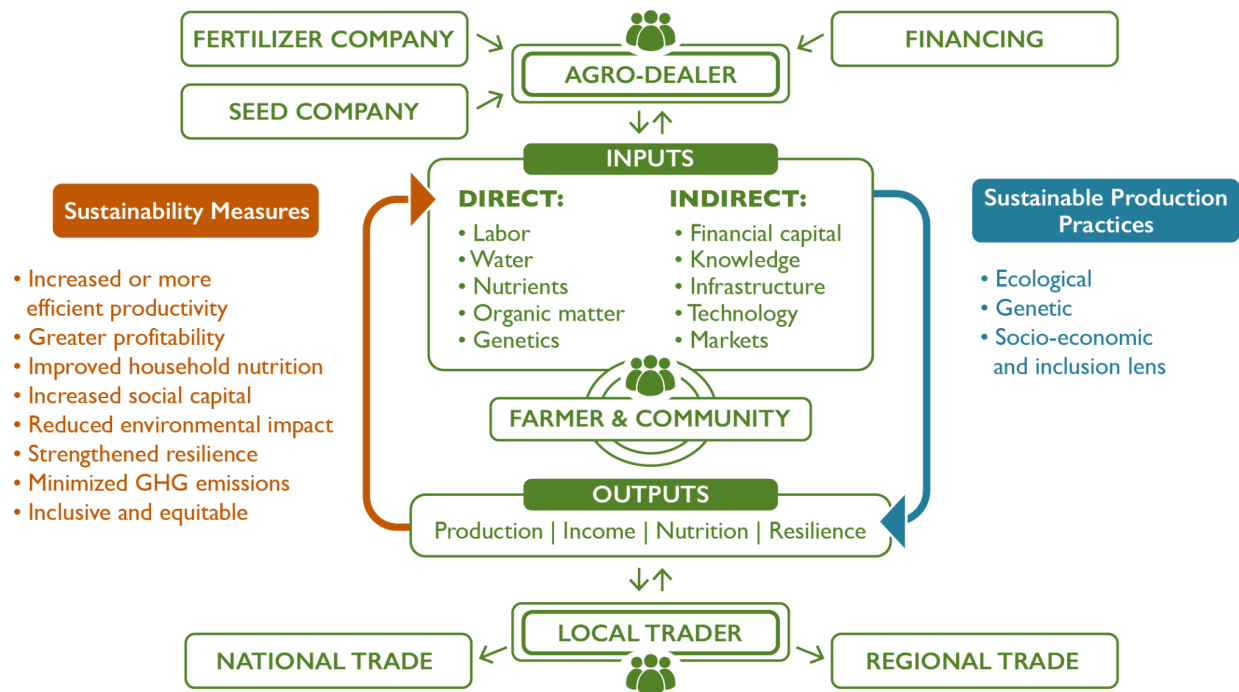 FERTILIZER COMPANY
FINANCING
AGRO-DEALER
SEED COMPANY
INPUTS
DIRECT:
• Labor
• Water
• Nutrients
• Organic matter
• Genetics
INDIRECT:
• Financial capital
• Knowledge
• Infrastructure
• Technology
• Markets
Sustainability Measures
• Increased or more
efficient productivity
• Greater profitability
• Improved household nutrition
• Increased social capital
• Reduced environmental impact
• Strengthened resilience
• Minimized GHG emissions
• Inclusive and equitable
Sustainable Production
Practices
• Ecological
• Genetic
• Socio-economic
and inclusion lens
FARMER & COMMUNITY
OUTPUTS
Production | Income | Nutrition | Resilience
LOCAL TRADER
NATIONAL TRADE
REGIONAL TRADE